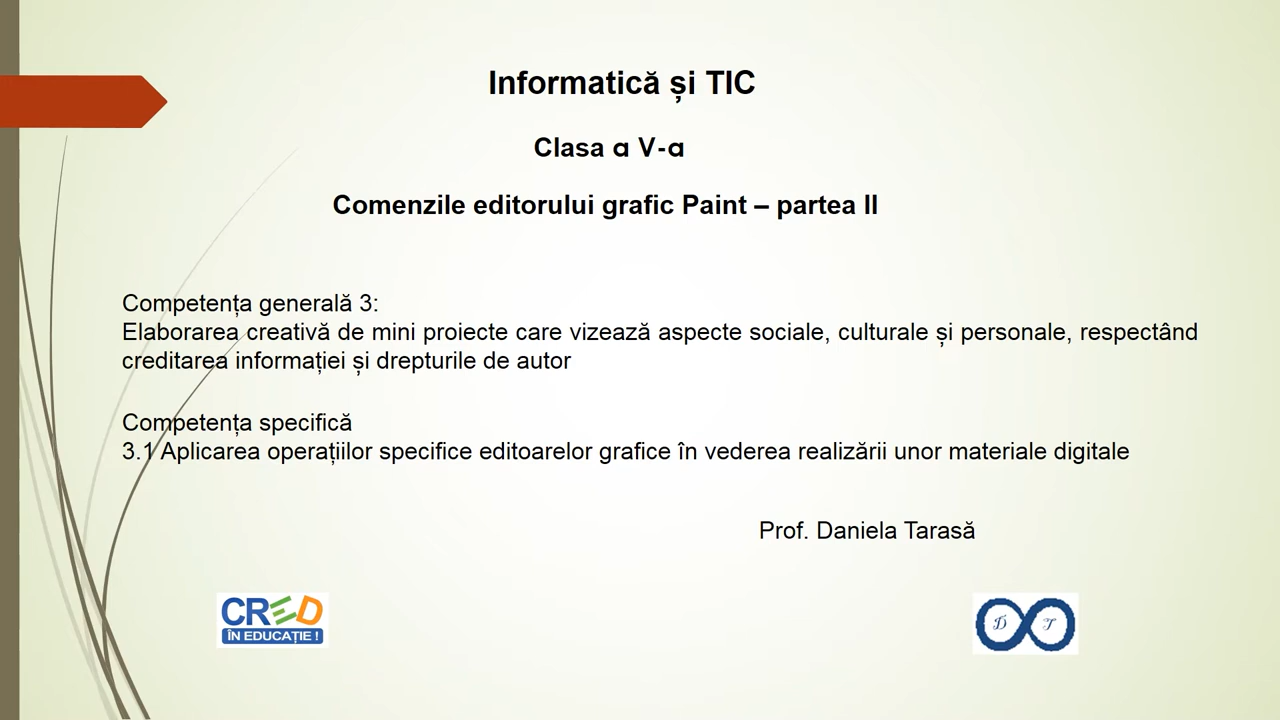 Informatică și TIC
Clasa a V-a
Comenzile editorului grafic Paint – partea II
Competența generală 3:
Elaborarea creativă de mini proiecte care vizează aspecte sociale, culturale și personale, respectând
creditarea informației și drepturile de autor
Competența specifică
3.1 Aplicarea operațiilor specifice editoarelor grafice în vederea realizării unor materiale digitale
Prof. Daniela Tarasă
CRED
ÎN EDUCAȚIE !
D T